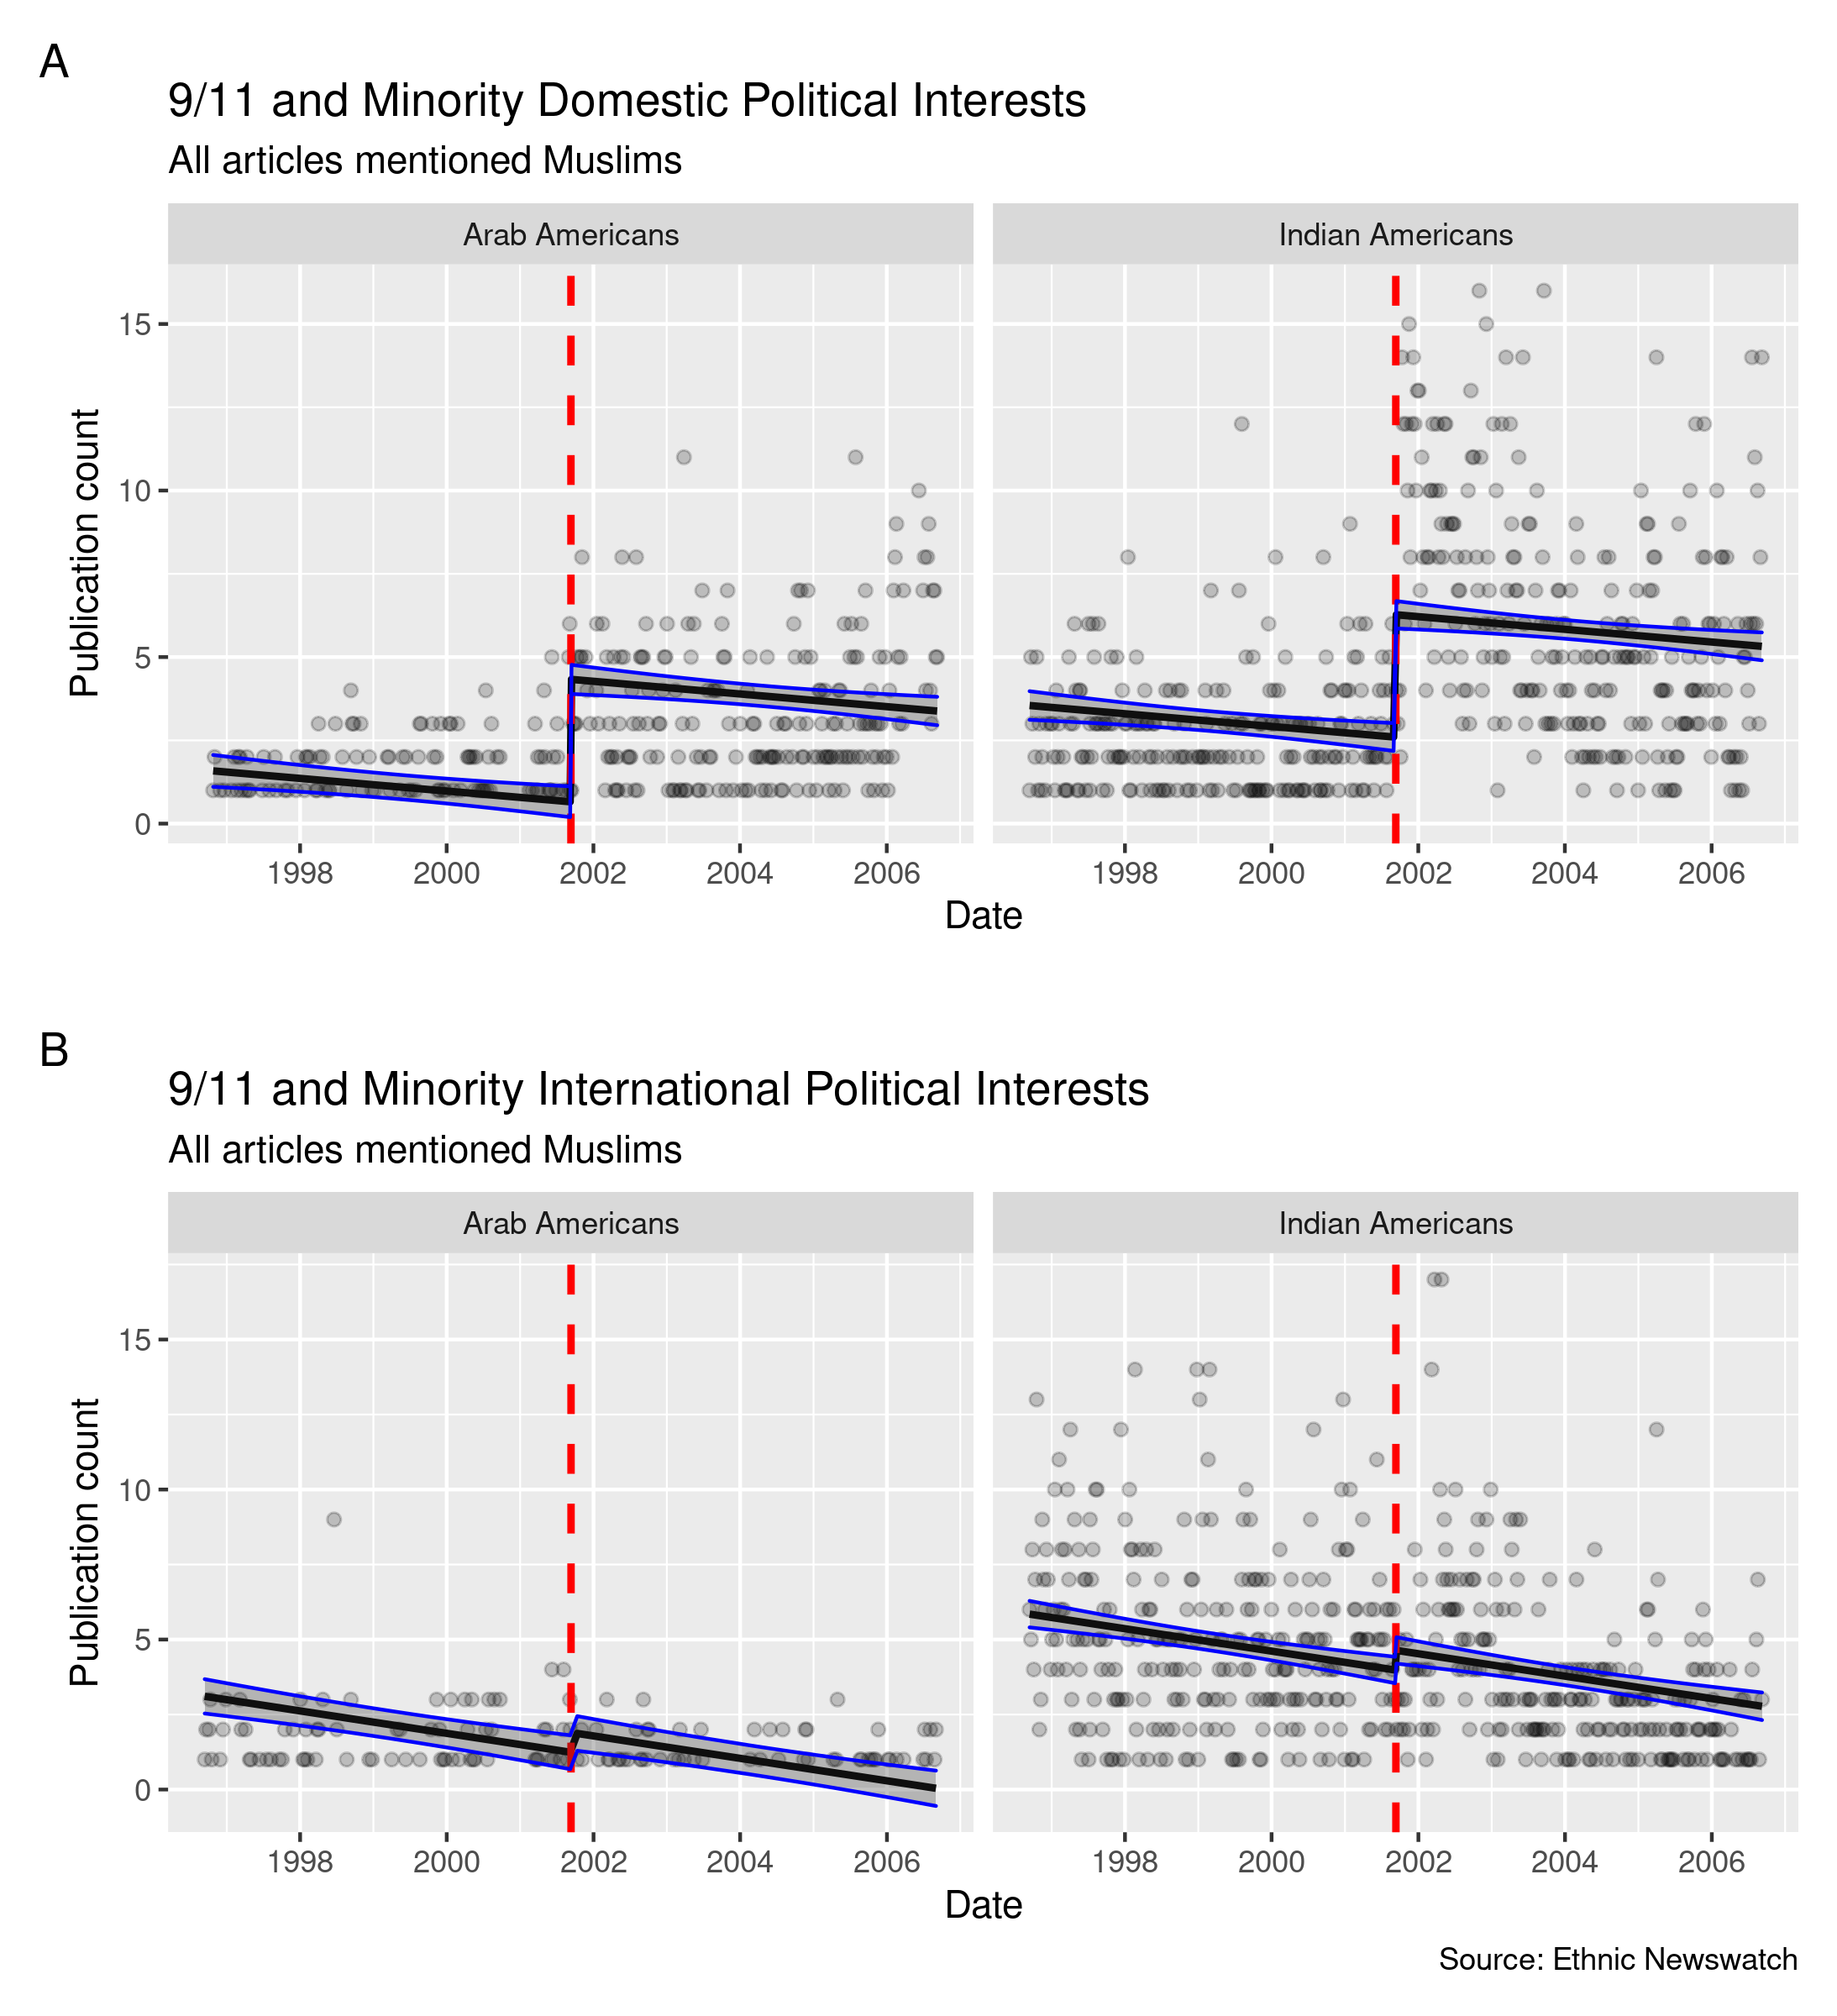 A
9/11 and Minority Domestic Political Interests
All articles mentioned Muslims
Arab Americans
Indian Americans
Publication count
15
10
5
0
1998 2000 2002 2004 2006
1998 2000 2002 2004 2006
Date
B
9/11 and Minority International Political Interests
All articles mentioned Muslims
Arab Americans
Indian Americans
Publication count
15
10
5
0
1998 2000 2002 2004 2006
1998 2000 2002 2004 2006
Date
Source: Ethnic Newswatch